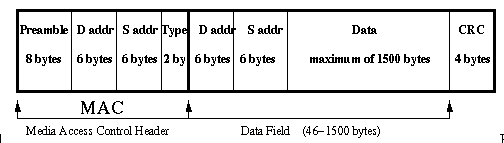 Preamble D addr S addr Type D addr S addr Data CRC
8 bytes 6 bytes 6 bytes 2 by 6 bytes 6 bytes maximum of 1500 bytes 4 bytes
MAC
Media Access Control Header Data Field (46-1500 bytes)